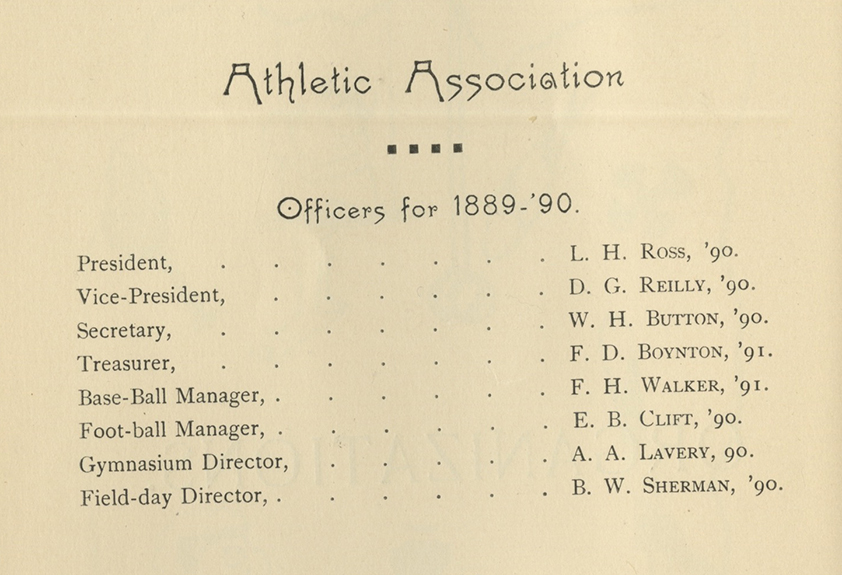 Athletic Association
Officers for 1889-'90.
President, . . . . . . . L. H. Ross, '90.
Vice-President, . . . . . . D. G. Reilly, '90.
Secretary, . . . . . . . W. H. Button, '90.
Treasurer, . . . . . . . F. D. Boynton, '91.
Base-Ball Manager, . . . . . . F. H. Walker, '91.
Foot-ball Manager, . . . . . . E. B. Clift, '90.
Gymnasium Director, . . . . . A. A. Lavery, 90.
Field-day Director, . . . . . . B. W. Sherman, '90.